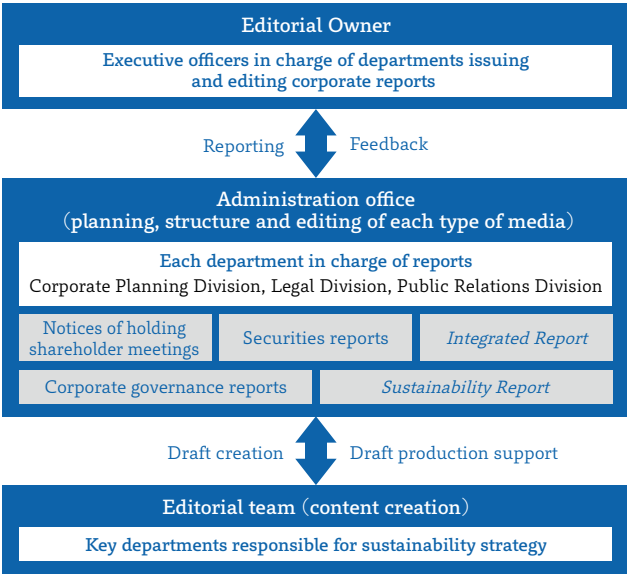 Editorial Owner
Executive officers in charge of departments issuing
and editing corporate reports
Reporting
Feedback
Administration office
(planning, structure and editing of each type of media)
Each department in charge of reports
Corporate Planning Division, Legal Division, Public Relations Division
Notices of holding
shareholder meetings
Securities reports
Integrated Report
Corporate governance reports
Sustainability Report
Draft creation
Draft production support
Editorial team (content creation)
Key departments responsible for sustainability strategy